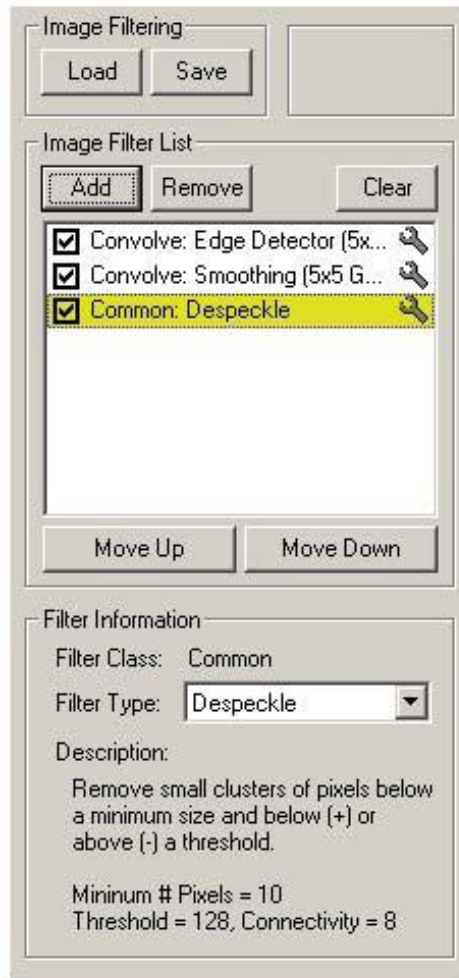 Image Filtering
Load Save
Image Filter List
Add Remove Clear
Convolve: Edge Detector (5x...
Convolve: Smoothing (5x5 G...
Common: Despeckle
Move Up Move Down
Filter Information
Filter Class: Common
Filter Type: Despeckle
Description:
Remove small clusters of pixels below
a minimum size and below (+) or
above (-) a threshold.
Mininum # Pixels = 10
Threshold = 128, Connectivity = 8